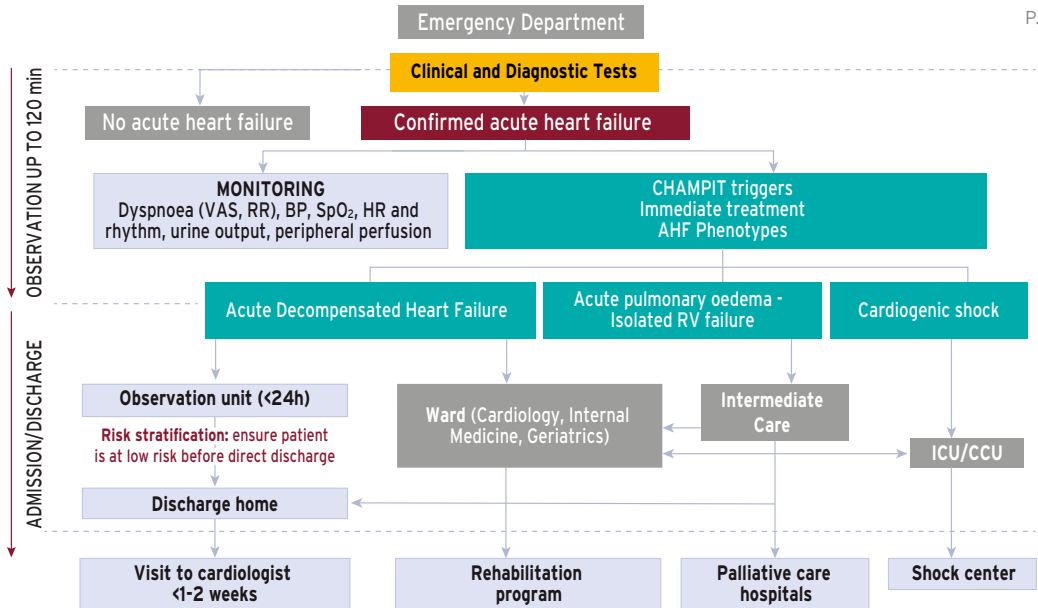 Emergency Department
P.
Clinical and Diagnostic Tests
OBSERVATION UP TO 120 min
No acute heart failure
Confirmed acute heart failure
MONITORING
Dyspnoea (VAS, RR), BP, SpO₂, HR and
rhythm, urine output, peripheral perfusion
CHAMPIT triggers
Immediate treatment
AHF Phenotypes
Acute Decompensated Heart Failure
Acute pulmonary oedema -
Isolated RV failure
Cardiogenic shock
ADMISSION/DISCHARGE
Observation unit (<24h)
Risk stratification: ensure patient
is at low risk before direct discharge
Discharge home
Ward (Cardiology, Internal
Medicine, Geriatrics)
Intermediate
Care
ICU/CCU
Visit to cardiologist
<1-2 weeks
Rehabilitation
program
Palliative care
hospitals
Shock center